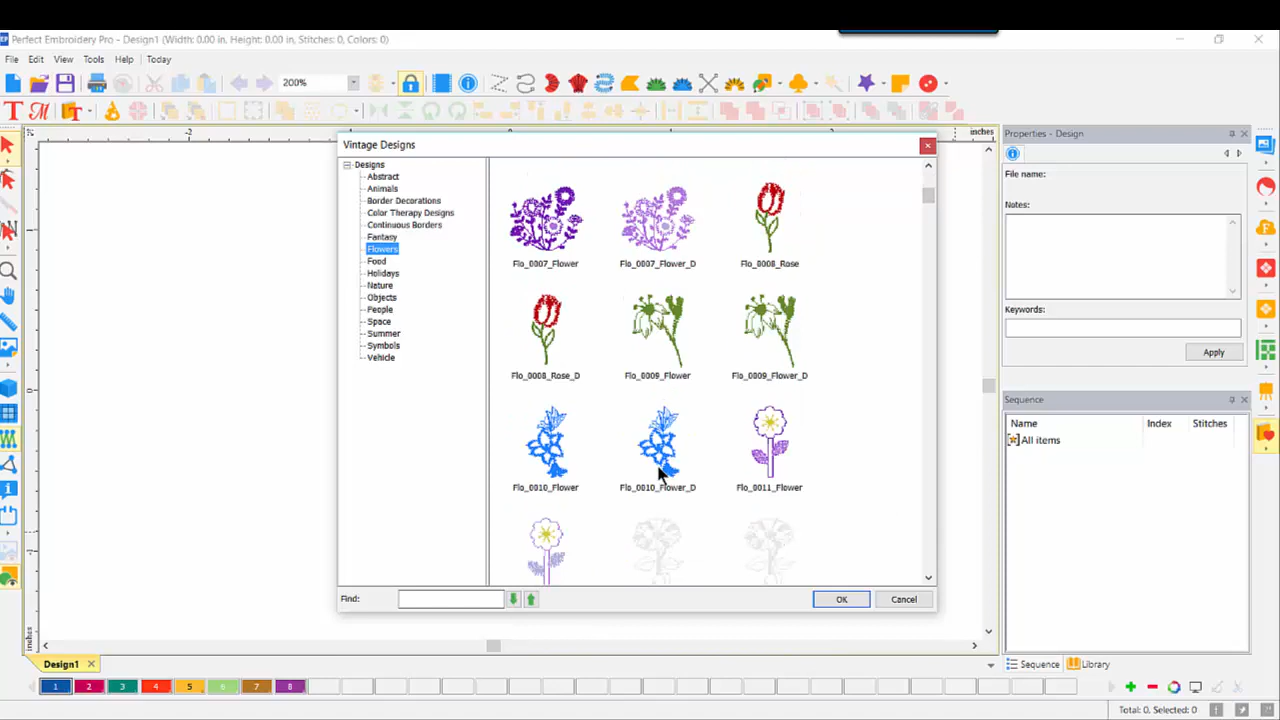 Perfect Embroidery Pro - Design1 (Width: 0.00 in, Height: 0.00 in, Stitches: 0, Colors: 0)
File Edit View Tools Help Today
200%
-2 0 inches
Vintage Designs
Designs
Abstract
Animals
Border Decorations
Color Therapy Designs
Continuous Borders
Fantasy
Flowers
Food
Holidays
Nature
Objects
People
Space
Summer
Symbols
Vehicle
Flo_0007_Flower Flo_0007_Flower_D Flo_0008_Rose
Flo_0008_Rose_D Flo_0009_Flower Flo_0009_Flower_D
Flo_0010_Flower Flo_0010_Flower_D Flo_0011_Flower
Find:
OK Cancel
Properties - Design
File name:
Notes:
Keywords:
Apply
Sequence
Name Index Stitches
All items
0
inches
Design1
Sequence Library
1 2 3 4 5 6 7 8
Total: 0, Selected: 0